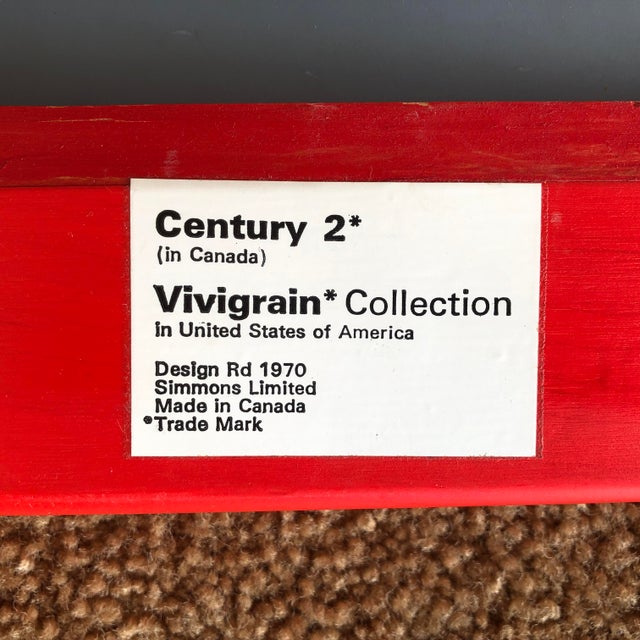 Century 2*
(in Canada)
Vivigrain* Collection
in United States of America
Design Rd 1970
Simmons Limited
Made in Canada
*Trade Mark